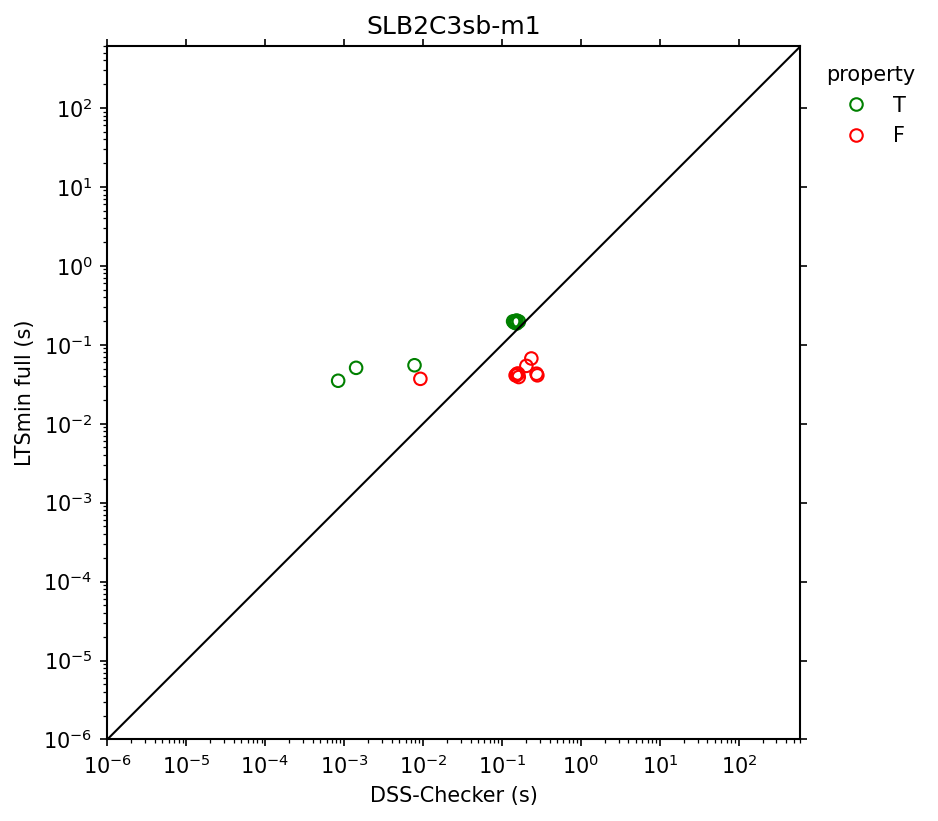 SLB2C3sb-m1
property
T
F
LTSmin full (s)
10²
10¹
10⁰
10⁻¹
10⁻²
10⁻³
10⁻⁴
10⁻⁵
10⁻⁶
10⁻⁶ 10⁻⁵ 10⁻⁴ 10⁻³ 10⁻² 10⁻¹ 10⁰ 10¹ 10²
DSS-Checker (s)